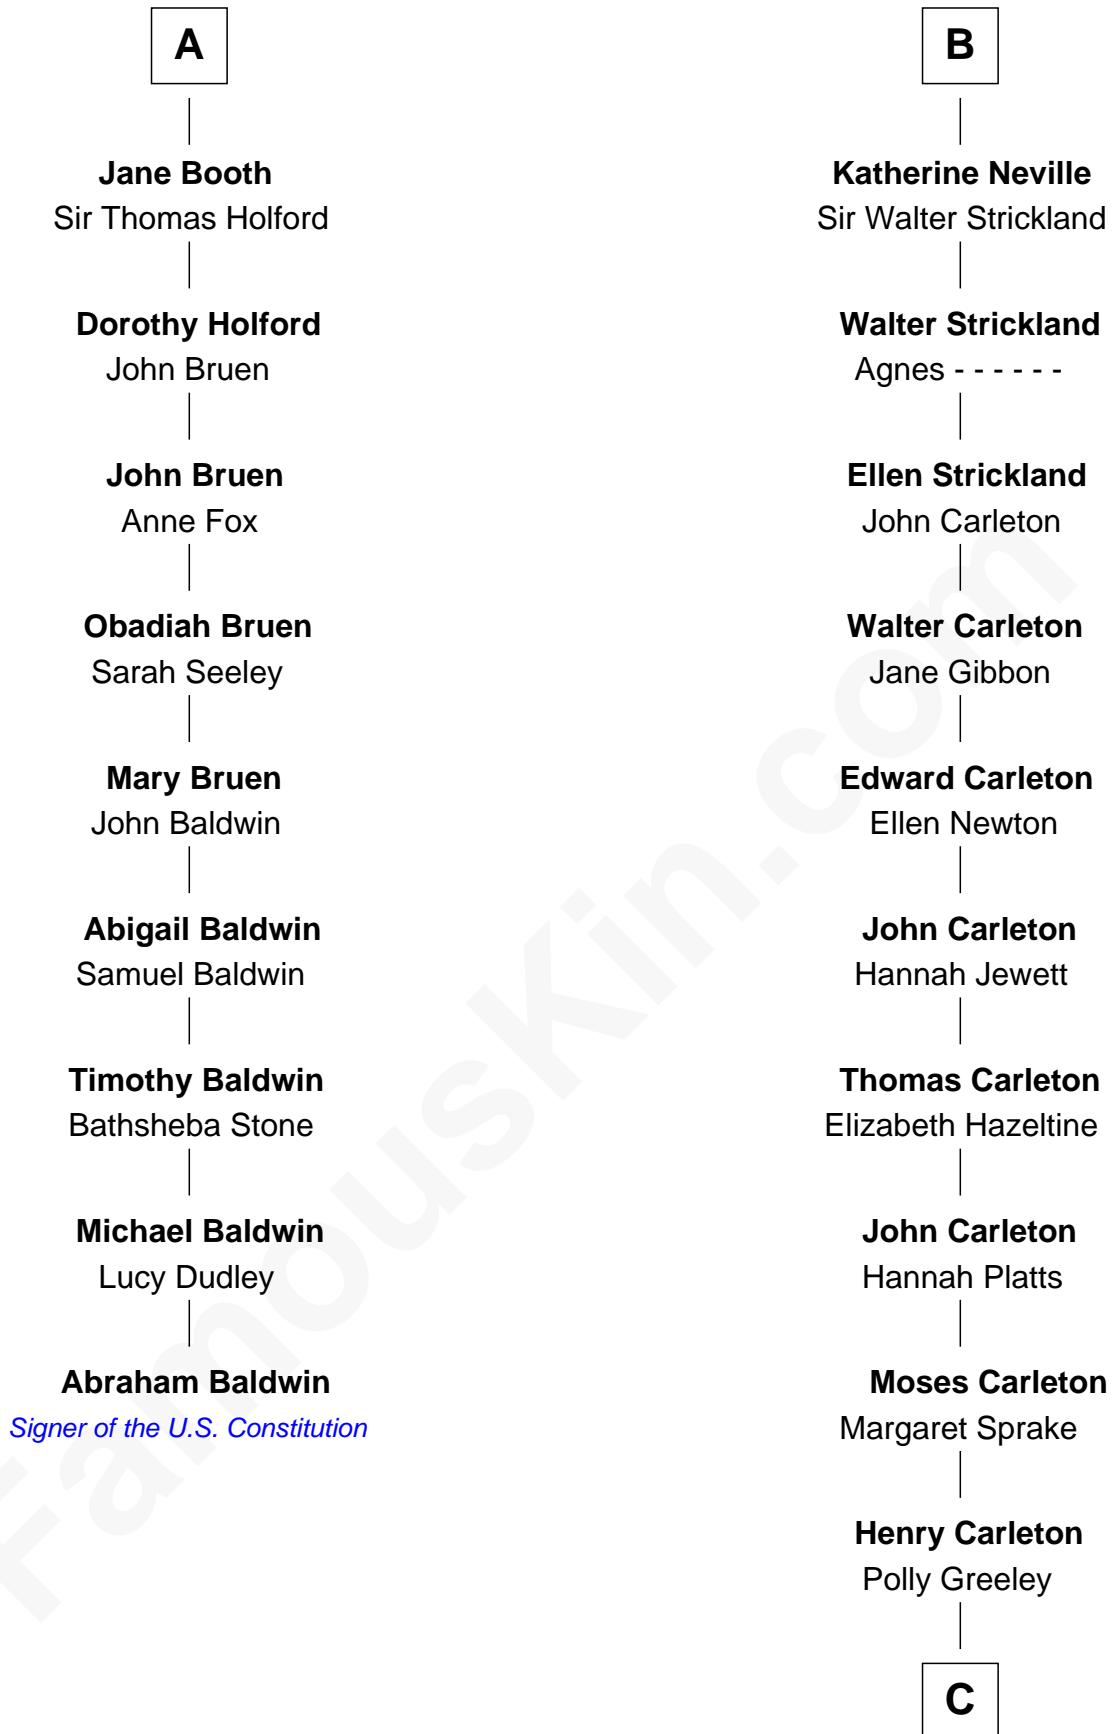 A
Jane Booth
Sir Thomas Holford
Dorothy Holford
John Bruen
John Bruen
Anne Fox
Obadiah Bruen
Sarah Seeley
Mary Bruen
John Baldwin
Abigail Baldwin
Samuel Baldwin
Timothy Baldwin
Bathsheba Stone
Michael Baldwin
Lucy Dudley
Abraham Baldwin
Signer of the U.S. Constitution
B
Katherine Neville
Sir Walter Strickland
Walter Strickland
Agnes - - - - - -
Ellen Strickland
John Carleton
Walter Carleton
Jane Gibbon
Edward Carleton
Ellen Newton
John Carleton
Hannah Jewett
Thomas Carleton
Elizabeth Hazeltine
John Carleton
Hannah Platts
Moses Carleton
Margaret Sprake
Henry Carleton
Polly Greeley
C
FamousKin.com